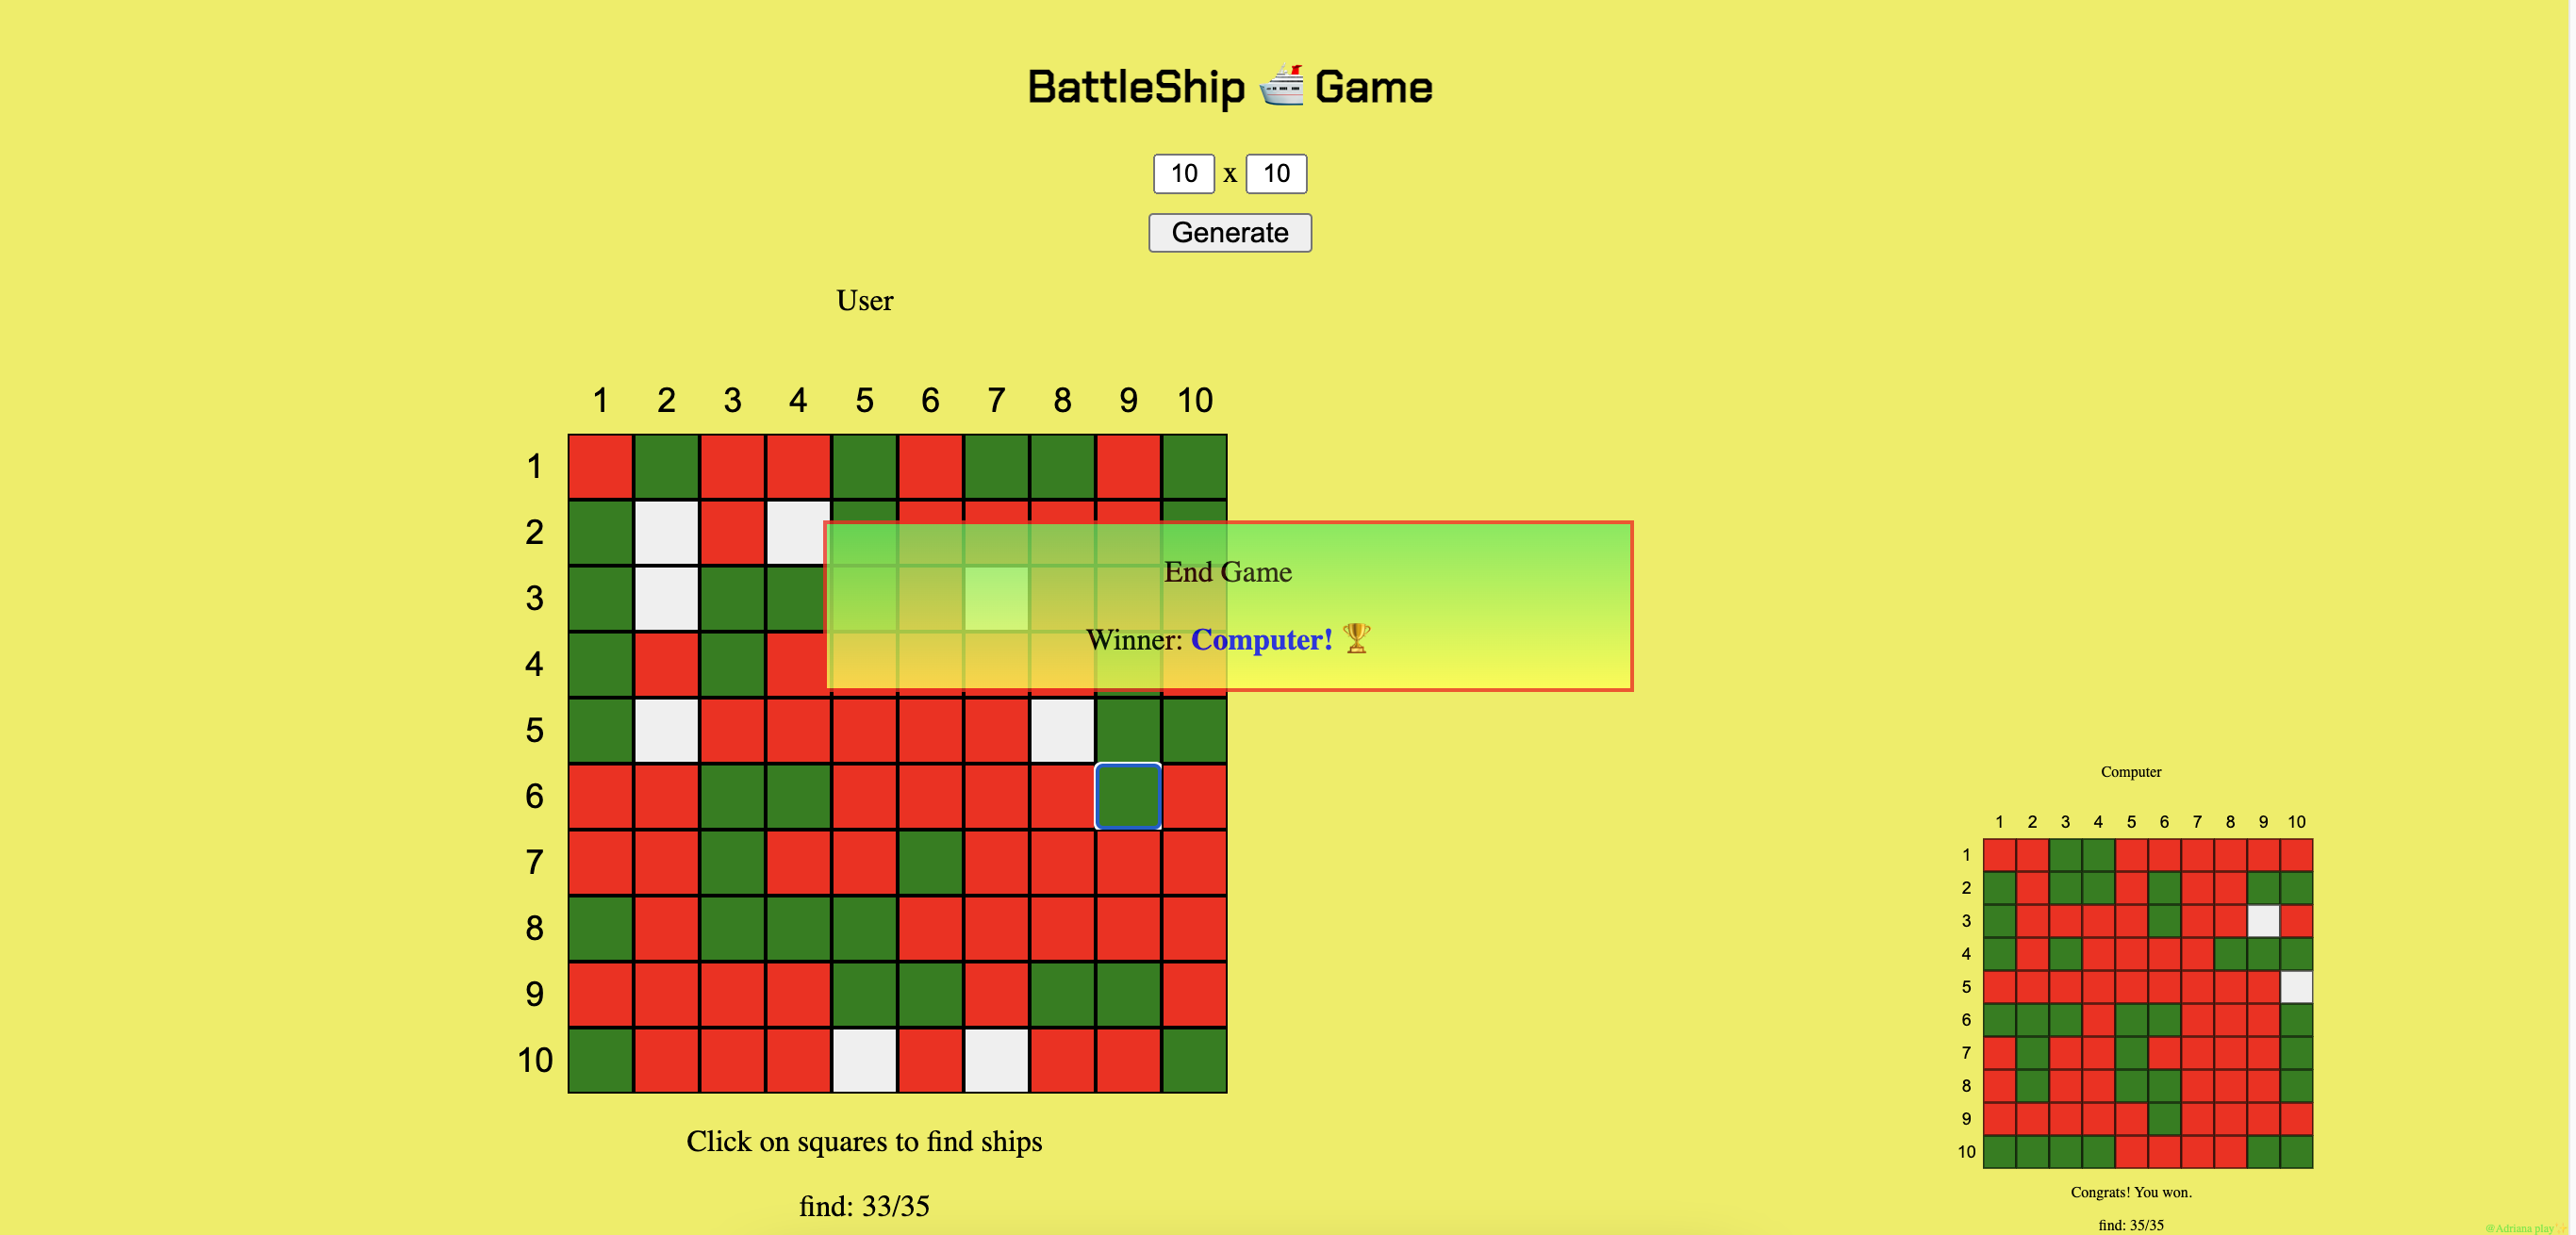 BattleShip 🚢 Game
10 x 10
Generate
User
1 2 3 4 5 6 7 8 9 10
1
2
End Game
3
Winner: Computer! 🏆
4
5
6
7
8
9
10
Click on squares to find ships
find: 33/35
Computer
1 2 3 4 5 6 7 8 9 10
1
2
3
4
5
6
7
8
9
10
Congrats! You won.
find: 35/35
@Adriana play✨